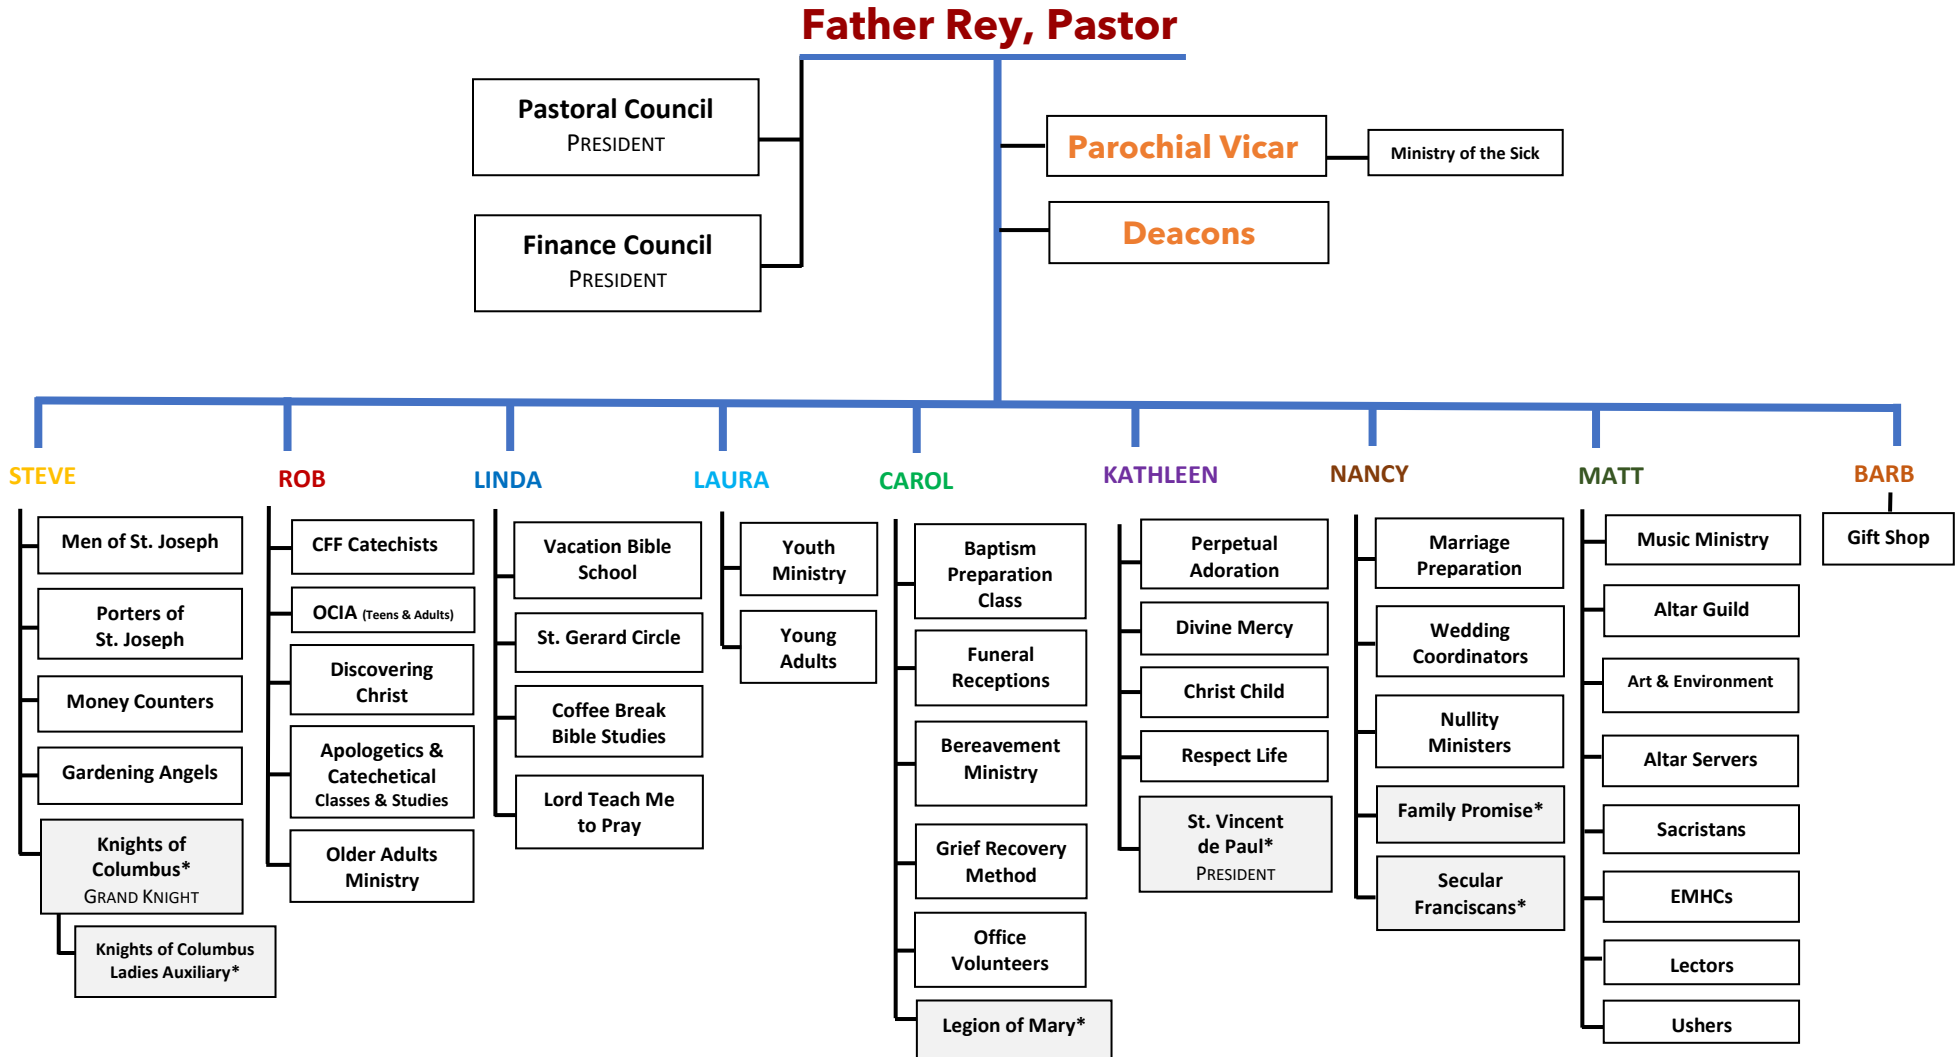 Father Rey, Pastor
Pastoral Council
PRESIDENT
Finance Council
PRESIDENT
Parochial Vicar
Ministry of the Sick
Deacons
STEVE
Men of St. Joseph
Porters of
St. Joseph
Money Counters
Gardening Angels
Knights of
Columbus*
GRAND KNIGHT
Knights of Columbus
Ladies Auxiliary*
ROB
CFF Catechists
OCIA (Teens & Adults)
Discovering
Christ
Apologetics &
Catechetical
Classes & Studies
Older Adults
Ministry
LINDA
Vacation Bible
School
St. Gerard Circle
Coffee Break
Bible Studies
Lord Teach Me
to Pray
LAURA
Youth
Ministry
Young
Adults
CAROL
Baptism
Preparation
Class
Funeral
Receptions
Bereavement
Ministry
Grief Recovery
Method
Office
Volunteers
Legion of Mary*
KATHLEEN
Perpetual
Adoration
Divine Mercy
Christ Child
Respect Life
St. Vincent
de Paul*
PRESIDENT
NANCY
Marriage
Preparation
Wedding
Coordinators
Nullity
Ministers
Family Promise*
Secular
Franciscans*
MATT
Music Ministry
Altar Guild
Art & Environment
Altar Servers
Sacristans
EMHCs
Lectors
Ushers
BARB
Gift Shop